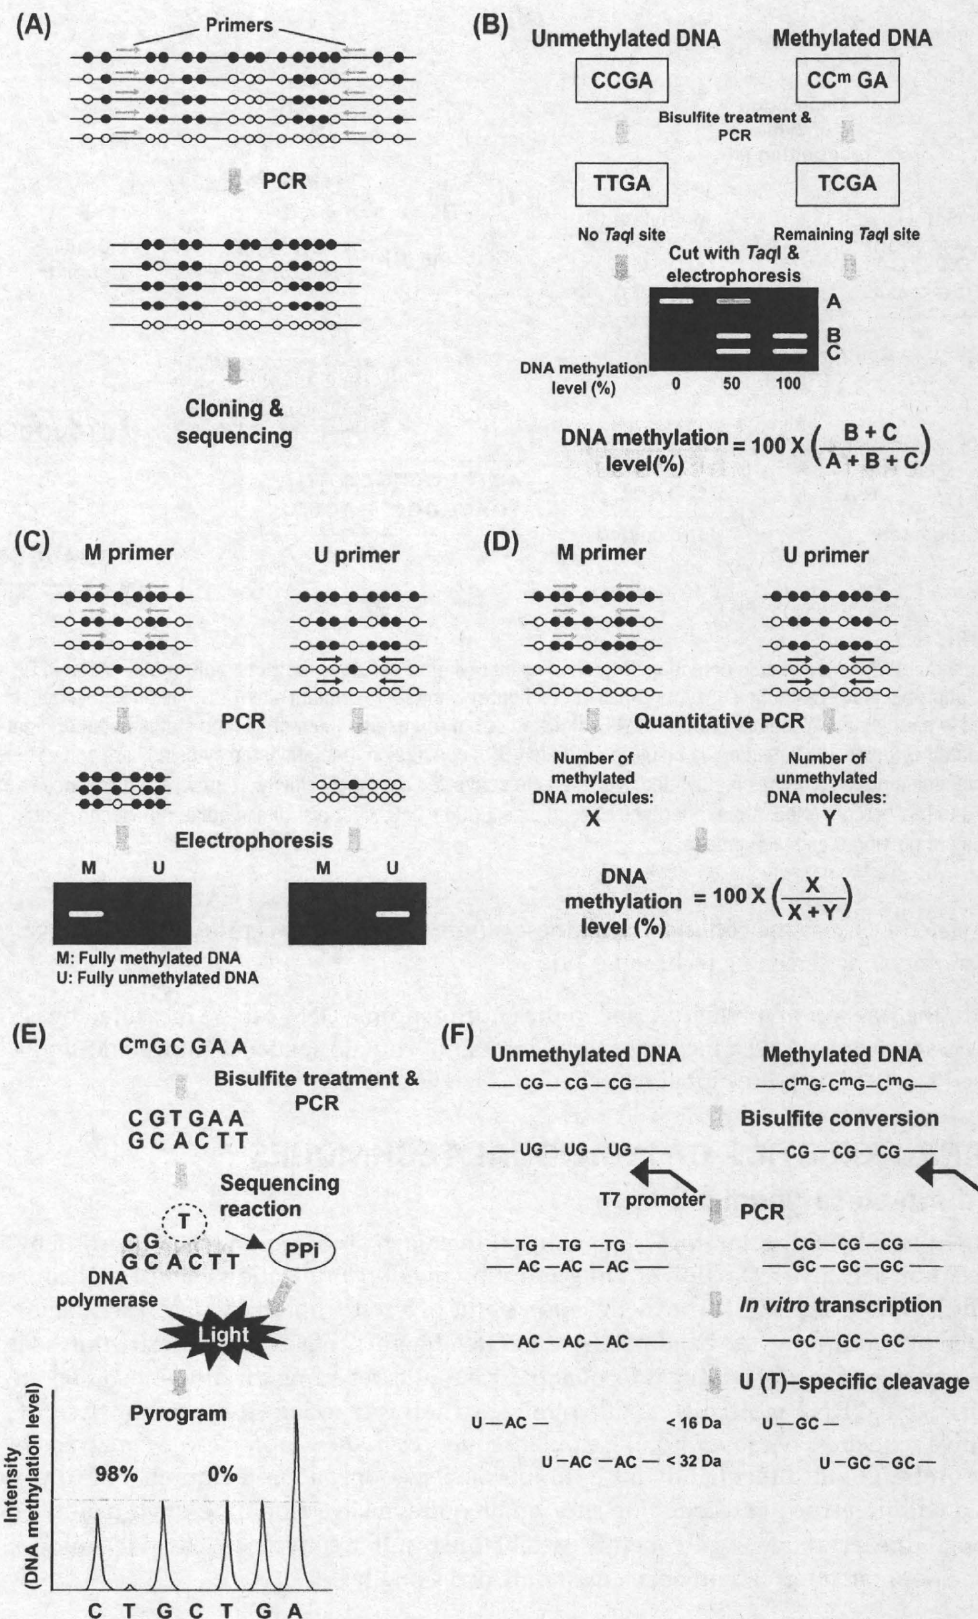 (A)
Primers
PCR
Cloning &
sequencing
(B)
Unmethylated DNA Methylated DNA
CCGA CCᵐ GA
Bisulfite treatment &
PCR
TTGA TCGA
No TaqI site Remaining TaqI site
Cut with TaqI &
electrophoresis
A
B
C
DNA methylation
level (%) 0 50 100
DNA methylation
level(%) = 100 X ( B + C / A + B + C )
(C)
M primer U primer
PCR
Electrophoresis
M U M U
M: Fully methylated DNA
U: Fully unmethylated DNA
(D)
M primer U primer
Quantitative PCR
Number of Number of
methylated unmethylated
DNA molecules: DNA molecules:
X Y
DNA
methylation
level (%) = 100 X ( X / X + Y )
(E)
CᵐGCGAA
Bisulfite treatment &
PCR
CGTGAA
GCACTT
Sequencing
reaction
T
PPi
CG
GCACTT
DNA
polymerase
Light
Pyrogram
98% 0%
Intensity
(DNA methylation level)
C T G C T G A
(F)
Unmethylated DNA Methylated DNA
— CG — CG — CG — — CᵐG-CᵐG—CᵐG—
Bisulfite conversion
— UG — UG — UG — — CG — CG — CG —
T7 promoter
PCR
— TG — TG — TG — CG — CG — CG —
— AC — AC — AC — — GC — GC — GC —
In vitro transcription
— AC — AC — AC — — GC — GC — GC —
U (T)–specific cleavage
U — AC — < 16 Da U —GC—
U —AC —AC — < 32 Da U —GC—GC—